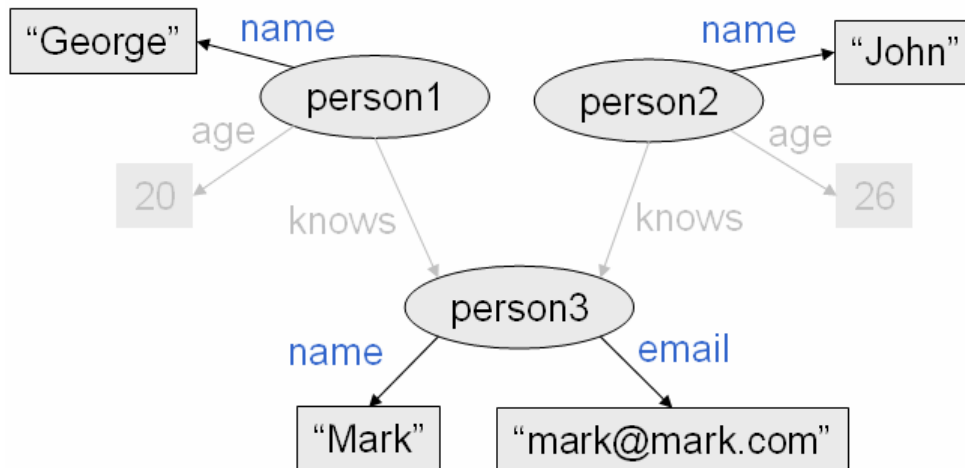 name
name
“George”
“John”
person1
person2
age
age
20
26
knows
knows
person3
name
email
“Mark”
“mark@mark.com”